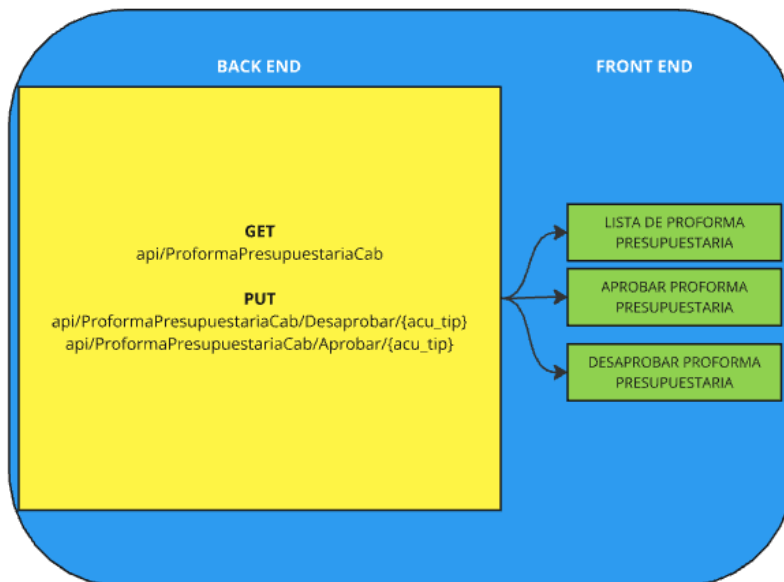 BACK END
FRONT END
GET
api/ProformaPresupuestariaCab
PUT
api/ProformaPresupuestariaCab/Desaprobar/{acu_tip}
api/ProformaPresupuestariaCab/Aprobar/{acu_tip}
LISTA DE PROFORMA
PRESUPUESTARIA
APROBAR PROFORMA
PRESUPUESTARIA
DESAPROBAR PROFORMA
PRESUPUESTARIA